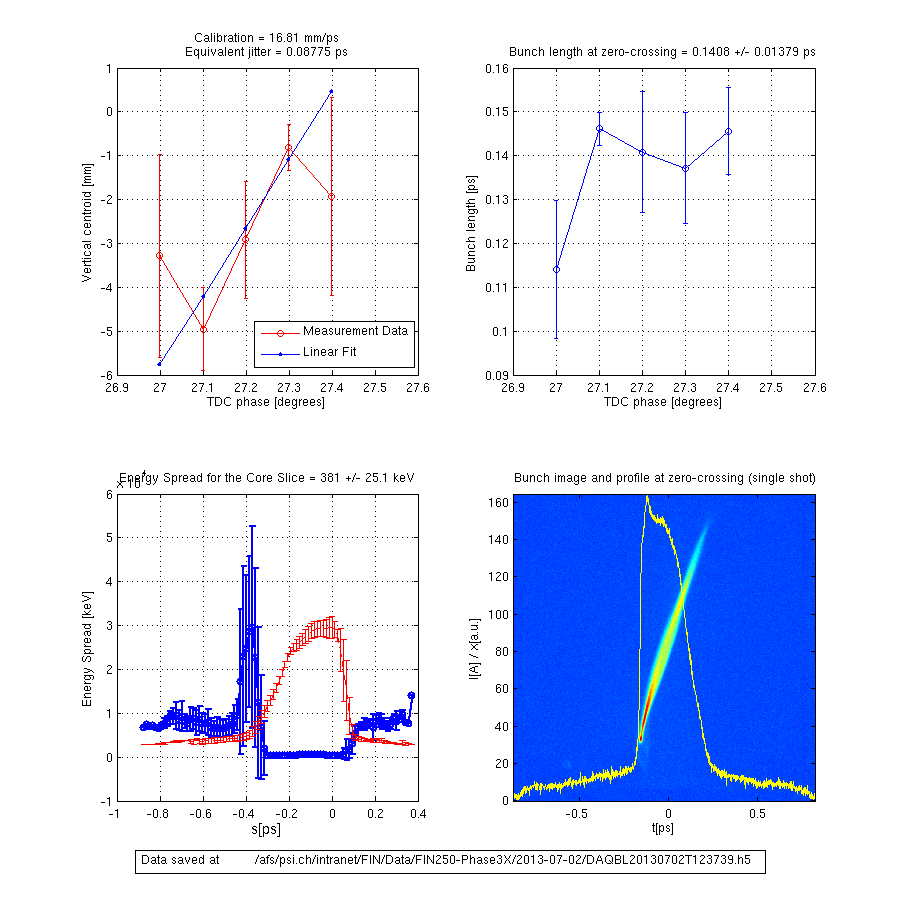 Calibration = 16.81 mm/ps
Equivalent jitter = 0.08775 ps
1
0
-1
-2
-3
-4
-5
-6
Vertical centroid [mm]
Measurement Data
Linear Fit
26.9 27 27.1 27.2 27.3 27.4 27.5 27.6
TDC phase [degrees]
Bunch length at zero-crossing = 0.1408 +/- 0.01379 ps
0.16
0.15
0.14
0.13
0.12
0.11
0.1
0.09
Bunch length [ps]
26.9 27 27.1 27.2 27.3 27.4 27.5 27.6
TDC phase [degrees]
Energy Spread for the Core Slice = 381 +/- 25.1 keV
x 10^4
6
5
4
3
2
1
0
-1
Energy Spread [keV]
-1 -0.8 -0.6 -0.4 -0.2 0 0.2 0.4
s[ps]
Bunch image and profile at zero-crossing (single shot)
160
140
120
100
80
60
40
20
0
I[A] / x[a.u.]
-0.5 0 0.5
t[ps]
Data saved at /afs/psi.ch/intranet/FIN/Data/FIN250-Phase3X/2013-07-02/DAQBL20130702T123739.h5